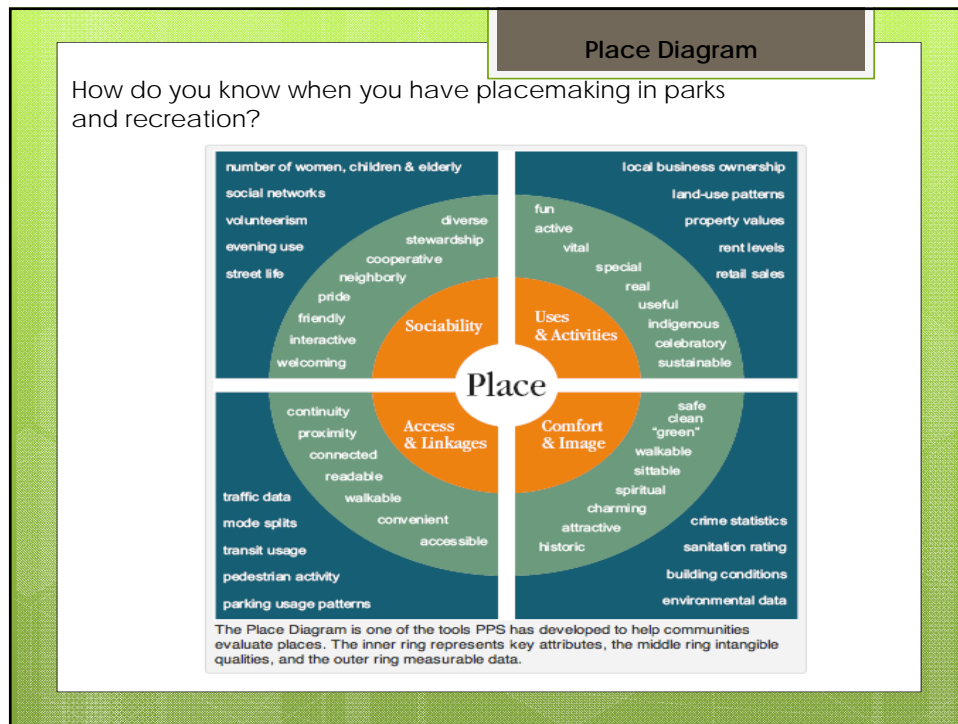 Place Diagram
How do you know when you have placemaking in parks
and recreation?
number of women, children & elderly
social networks
volunteerism
evening use
street life
diverse
stewardship
cooperative
neighborly
pride
friendly
interactive
welcoming
Sociability
local business ownership
land-use patterns
property values
rent levels
retail sales
fun
active
vital
special
real
useful
indigenous
celebratory
sustainable
Uses
& Activities
Place
continuity
proximity
connected
readable
walkable
convenient
accessible
Access
& Linkages
traffic data
mode splits
transit usage
pedestrian activity
parking usage patterns
Comfort
& Image
safe
clean
"green"
walkable
sittable
spiritual
charming
attractive
historic
crime statistics
sanitation rating
building conditions
environmental data
The Place Diagram is one of the tools PPS has developed to help communities
evaluate places. The inner ring represents key attributes, the middle ring intangible
qualities, and the outer ring measurable data.